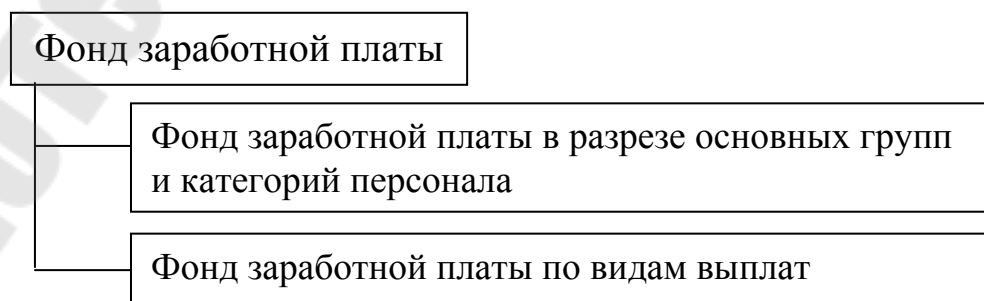 Фонд заработной платы
Фонд заработной платы в разрезе основных групп
и категорий персонала
Фонд заработной платы по видам выплат